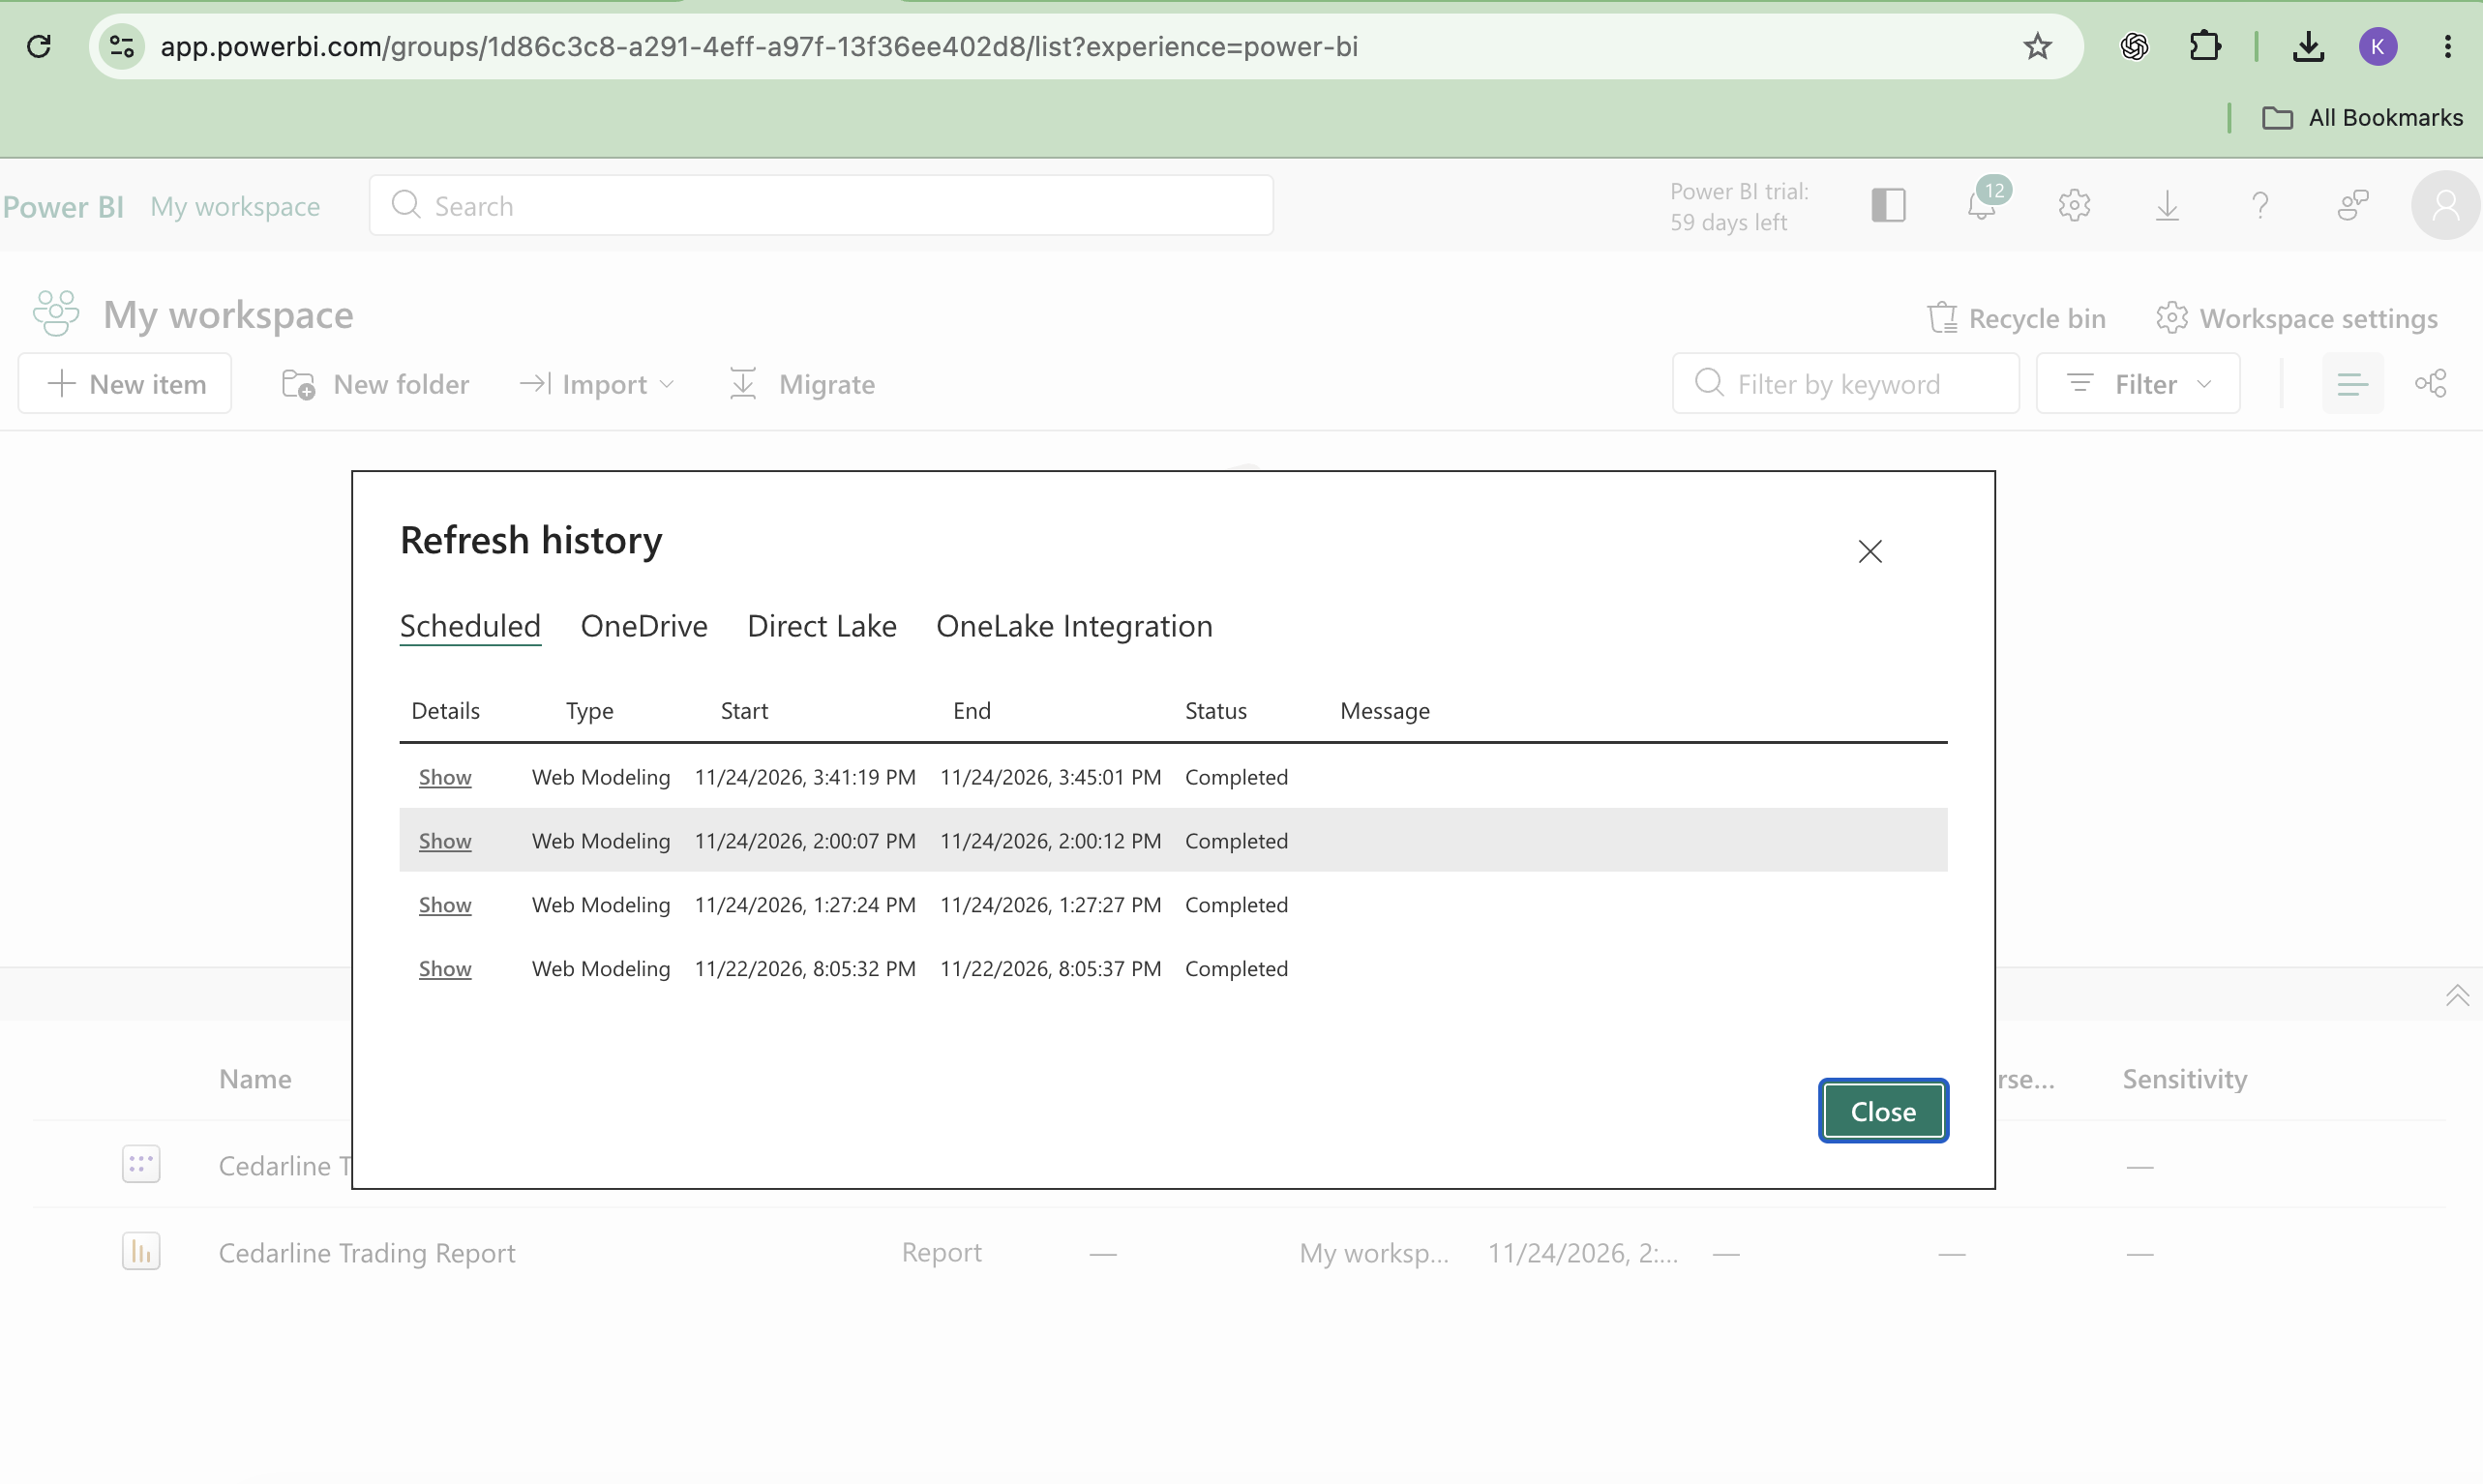 app.powerbi.com/groups/1d86c3c8-a291-4eff-a97f-13f36ee402d8/list?experience=power-bi
K
All Bookmarks
Power BI My workspace Search Power BI trial:
59 days left
12
My workspace Recycle bin Workspace settings
New item New folder Import Migrate Filter by keyword Filter
Refresh history
Scheduled OneDrive Direct Lake OneLake Integration
Details Type Start End Status Message
Show Web Modeling 11/24/2026, 3:41:19 PM 11/24/2026, 3:45:01 PM Completed
Show Web Modeling 11/24/2026, 2:00:07 PM 11/24/2026, 2:00:12 PM Completed
Show Web Modeling 11/24/2026, 1:27:24 PM 11/24/2026, 1:27:27 PM Completed
Show Web Modeling 11/22/2026, 8:05:32 PM 11/22/2026, 8:05:37 PM Completed
Close
Name rse... Sensitivity
Cedarline T —
Cedarline Trading Report Report — My worksp... 11/24/2026, 2:... — — —